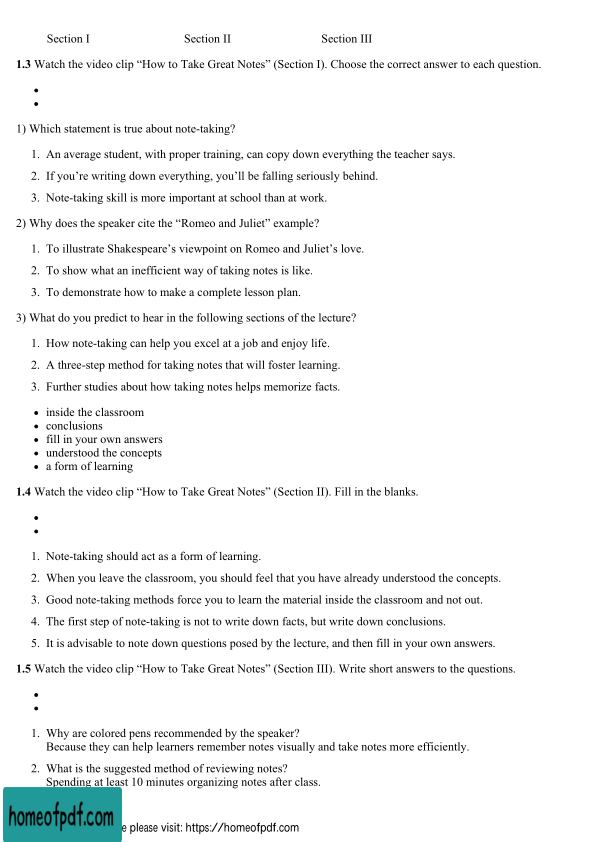 Section I Section II Section III
1.3 Watch the video clip “How to Take Great Notes” (Section I). Choose the correct answer to each question.
1) Which statement is true about note-taking?
1. An average student, with proper training, can copy down everything the teacher says.
2. If you’re writing down everything, you’ll be falling seriously behind.
3. Note-taking skill is more important at school than at work.
2) Why does the speaker cite the “Romeo and Juliet” example?
1. To illustrate Shakespeare’s viewpoint on Romeo and Juliet’s love.
2. To show what an inefficient way of taking notes is like.
3. To demonstrate how to make a complete lesson plan.
3) What do you predict to hear in the following sections of the lecture?
1. How note-taking can help you excel at a job and enjoy life.
2. A three-step method for taking notes that will foster learning.
3. Further studies about how taking notes helps memorize facts.
• inside the classroom
• conclusions
• fill in your own answers
• understood the concepts
• a form of learning
1.4 Watch the video clip “How to Take Great Notes” (Section II). Fill in the blanks.
1. Note-taking should act as a form of learning.
2. When you leave the classroom, you should feel that you have already understood the concepts.
3. Good note-taking methods force you to learn the material inside the classroom and not out.
4. The first step of note-taking is not to write down facts, but write down conclusions.
5. It is advisable to note down questions posed by the lecture, and then fill in your own answers.
1.5 Watch the video clip “How to Take Great Notes” (Section III). Write short answers to the questions.
1. Why are colored pens recommended by the speaker?
Because they can help learners remember notes visually and take notes more efficiently.
2. What is the suggested method of reviewing notes?
Spending at least 10 minutes organizing notes after class.
homeofpdf.com
e please visit: https://homeofpdf.com